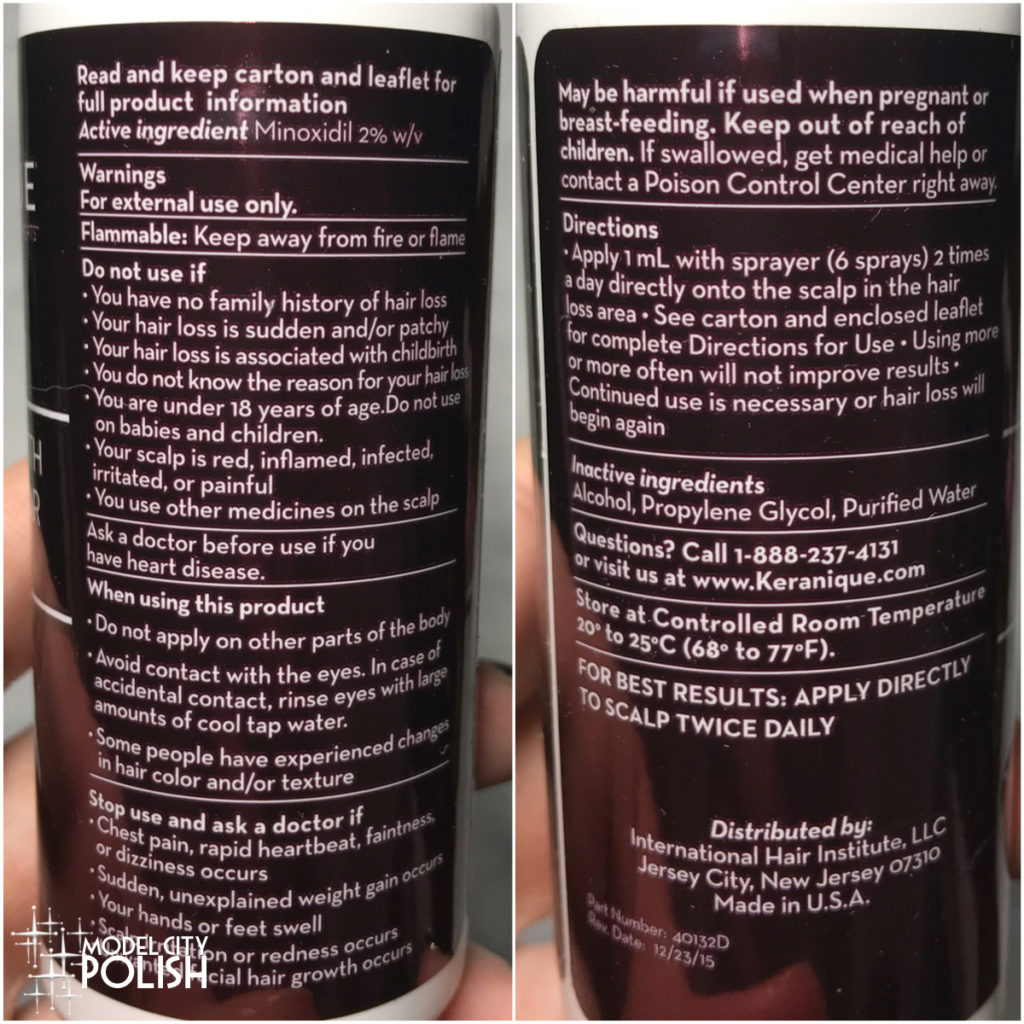 Read and keep carton and leaflet for
full product information
Active ingredient Minoxidil 2% w/v
Warnings
For external use only.
Flammable: Keep away from fire or flame
Do not use if
• You have no family history of hair loss
• Your hair loss is sudden and/or patchy
• Your hair loss is associated with childbirth
• You do not know the reason for your hair loss
• You are under 18 years of age.Do not use
on babies and children.
• Your scalp is red, inflamed, infected,
irritated, or painful
• You use other medicines on the scalp
Ask a doctor before use if you
have heart disease.
When using this product
• Do not apply on other parts of the body
• Avoid contact with the eyes. In case of
accidental contact, rinse eyes with large
amounts of cool tap water.
• Some people have experienced changes
in hair color and/or texture
Stop use and ask a doctor if
• Chest pain, rapid heartbeat, faintness,
or dizziness occurs
• Sudden, unexplained weight gain occurs
• Your hands or feet swell
or redness occurs
hair growth occurs
MODEL CITY
POLISH
May be harmful if used when pregnant or
breast-feeding. Keep out of reach of
children. If swallowed, get medical help or
contact a Poison Control Center right away.
Directions
• Apply 1 mL with sprayer (6 sprays) 2 times
a day directly onto the scalp in the hair
loss area • See carton and enclosed leaflet
for complete Directions for Use • Using more
or more often will not improve results •
Continued use is necessary or hair loss will
begin again
Inactive ingredients
Alcohol, Propylene Glycol, Purified Water
Questions? Call 1-888-237-4131
or visit us at www.Keranique.com
Store at Controlled Room Temperature
20° to 25°C (68° to 77°F).
FOR BEST RESULTS: APPLY DIRECTLY
TO SCALP TWICE DAILY
Distributed by:
International Hair Institute, LLC
Jersey City, New Jersey 07310
Made in U.S.A.
Part Number: 40132D
Rev. Date: 12/23/15